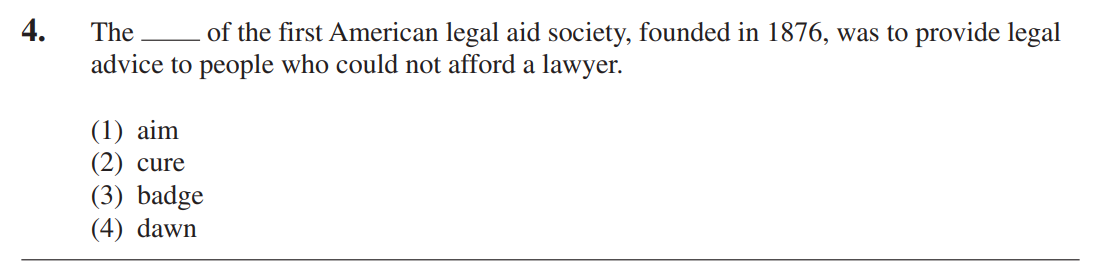 4. The ____ of the first American legal aid society, founded in 1876, was to provide legal
advice to people who could not afford a lawyer.
(1) aim
(2) cure
(3) badge
(4) dawn